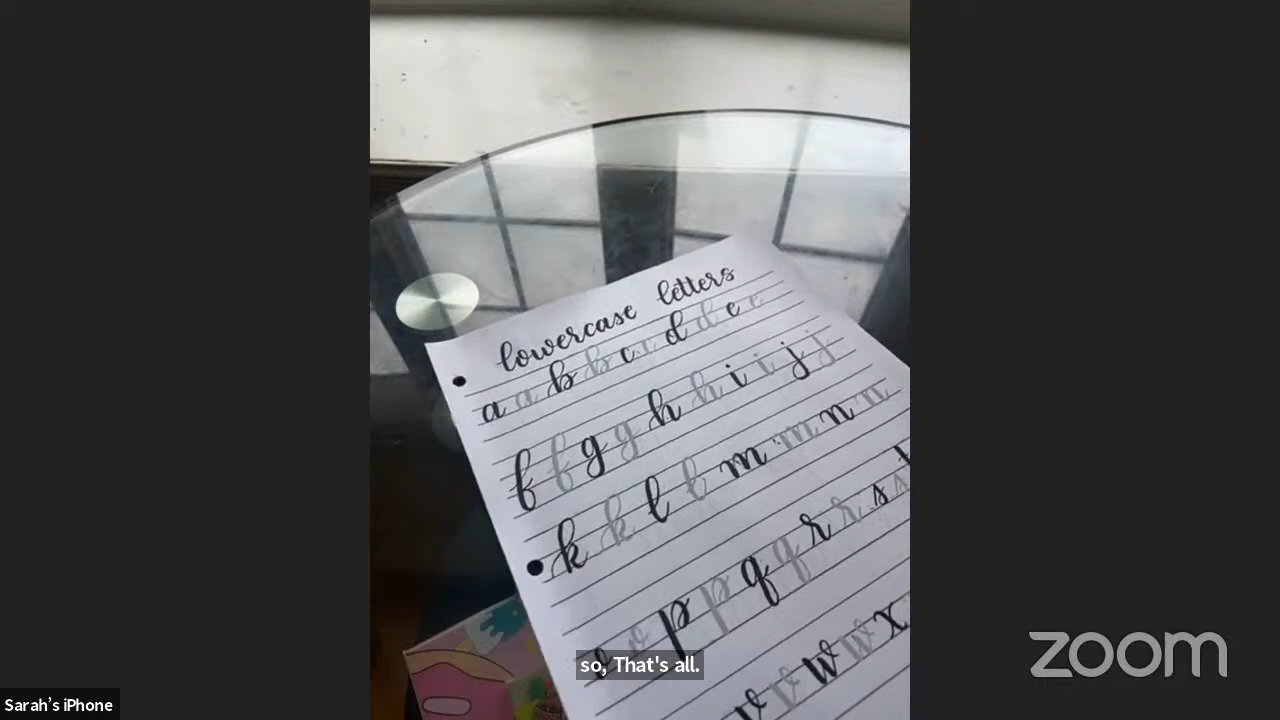 lowercase letters
a a b b c c d d e e
f f g g h h i i j j
k k l l m m n n
o o p p q q r r s s
v v w w x
so, That's all.
zoom
Sarah's iPhone